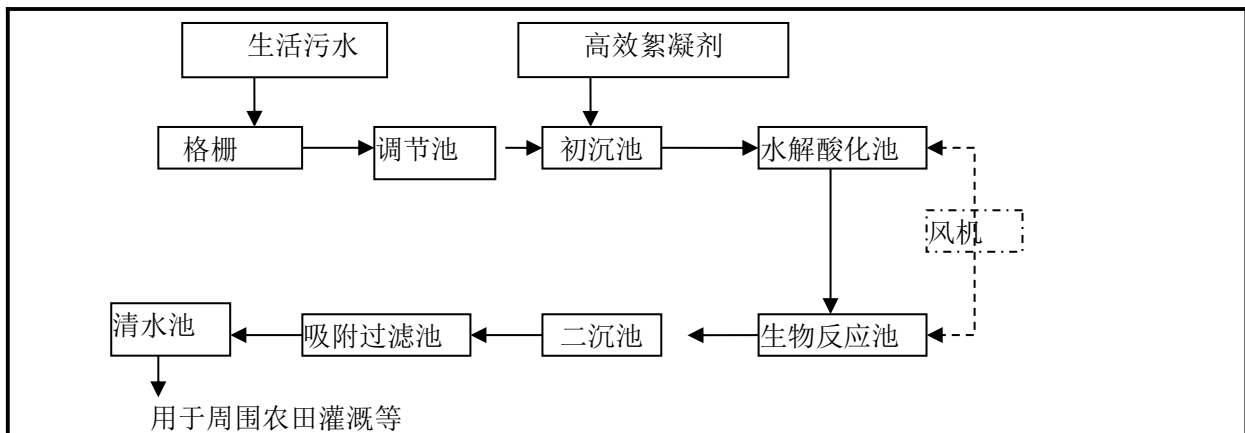 生活污水
高效絮凝剂
格栅
调节池
初沉池
水解酸化池
风机
清水池
吸附过滤池
二沉池
生物反应池
用于周围农田灌溉等